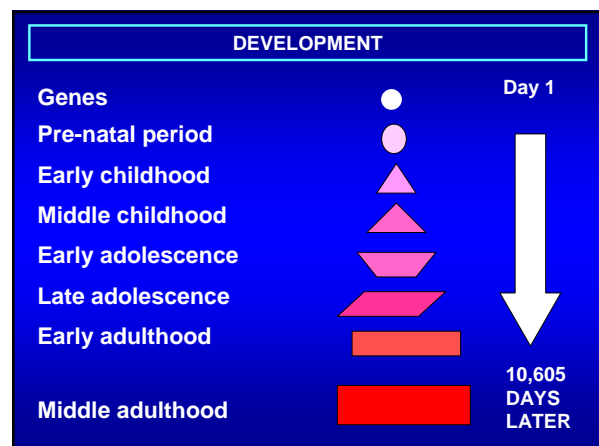 DEVELOPMENT
Day 1
Genes
Pre-natal period
Early childhood
Middle childhood
Early adolescence
Late adolescence
Early adulthood
Middle adulthood
10,605
DAYS
LATER